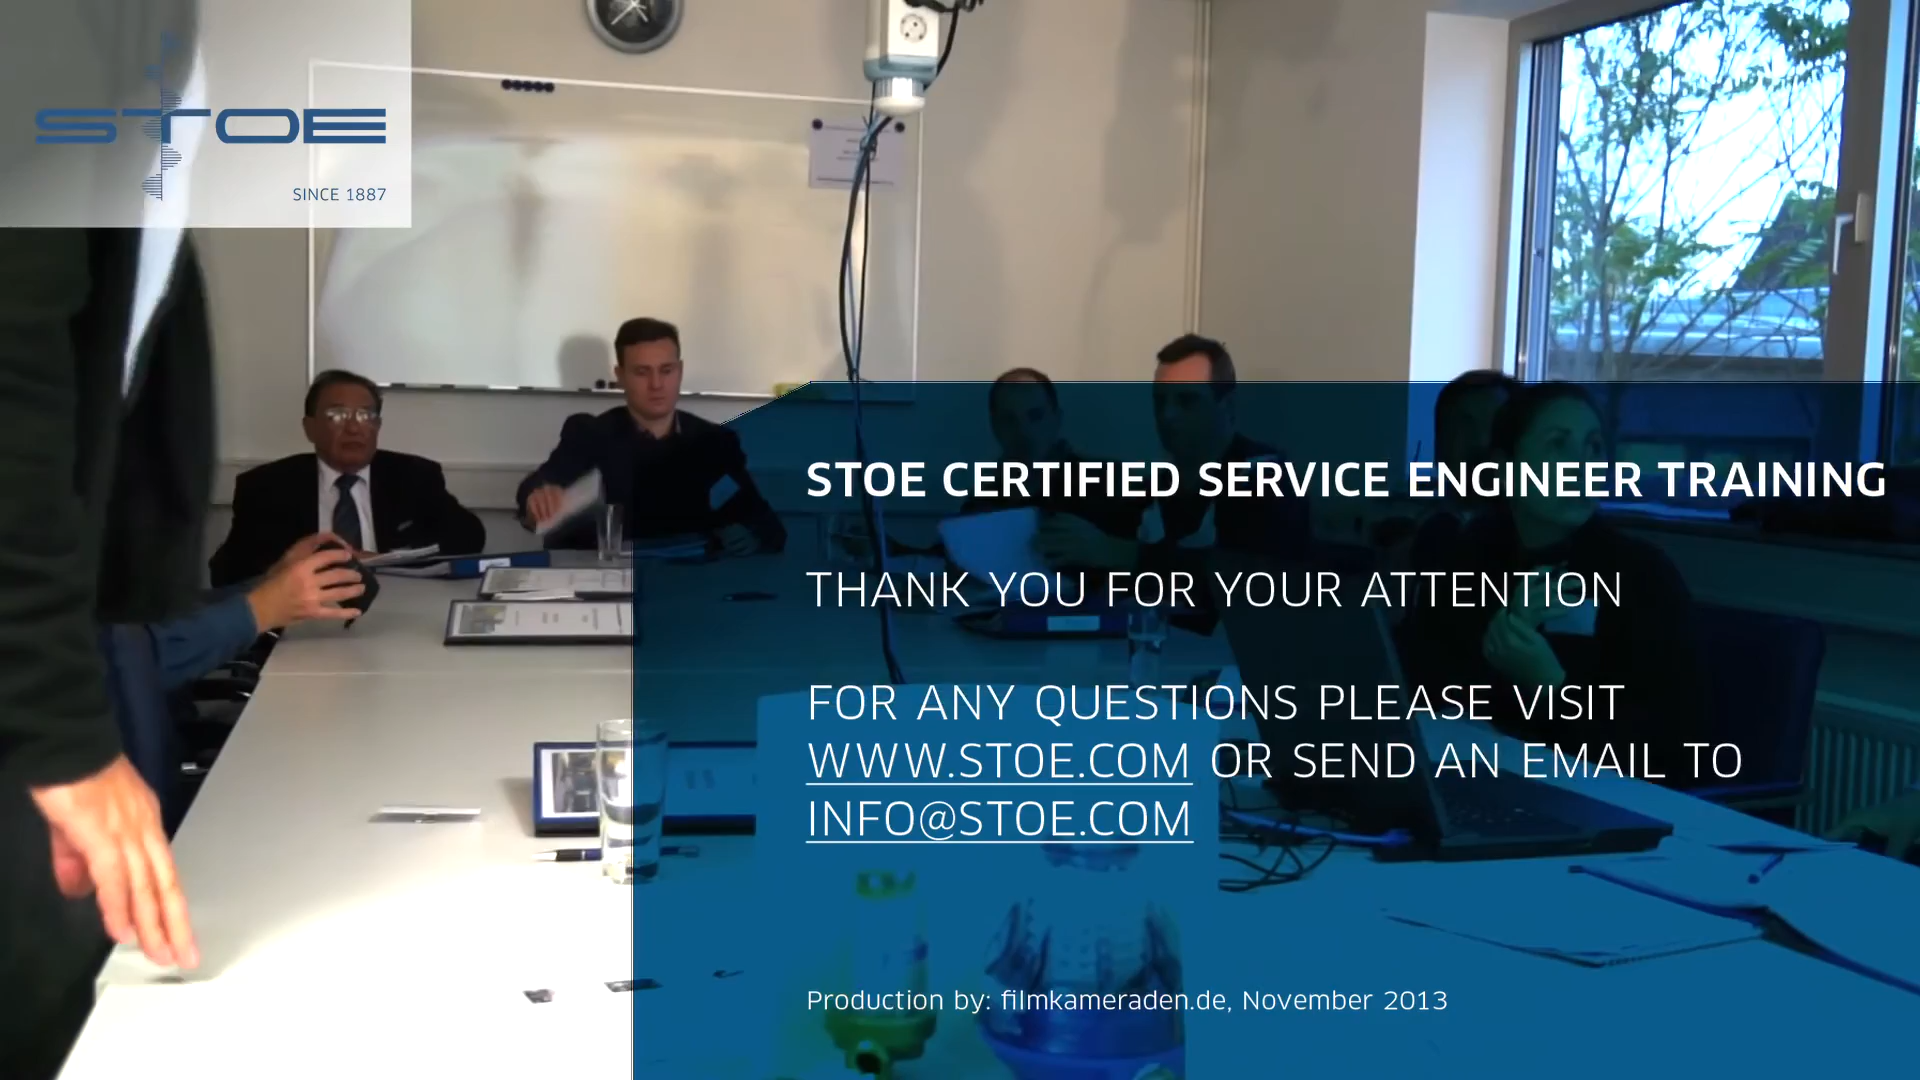 STOE
SINCE 1887
STOE CERTIFIED SERVICE ENGINEER TRAINING
THANK YOU FOR YOUR ATTENTION
FOR ANY QUESTIONS PLEASE VISIT
WWW.STOE.COM OR SEND AN EMAIL TO
INFO@STOE.COM
Production by: filmkameraden.de, November 2013